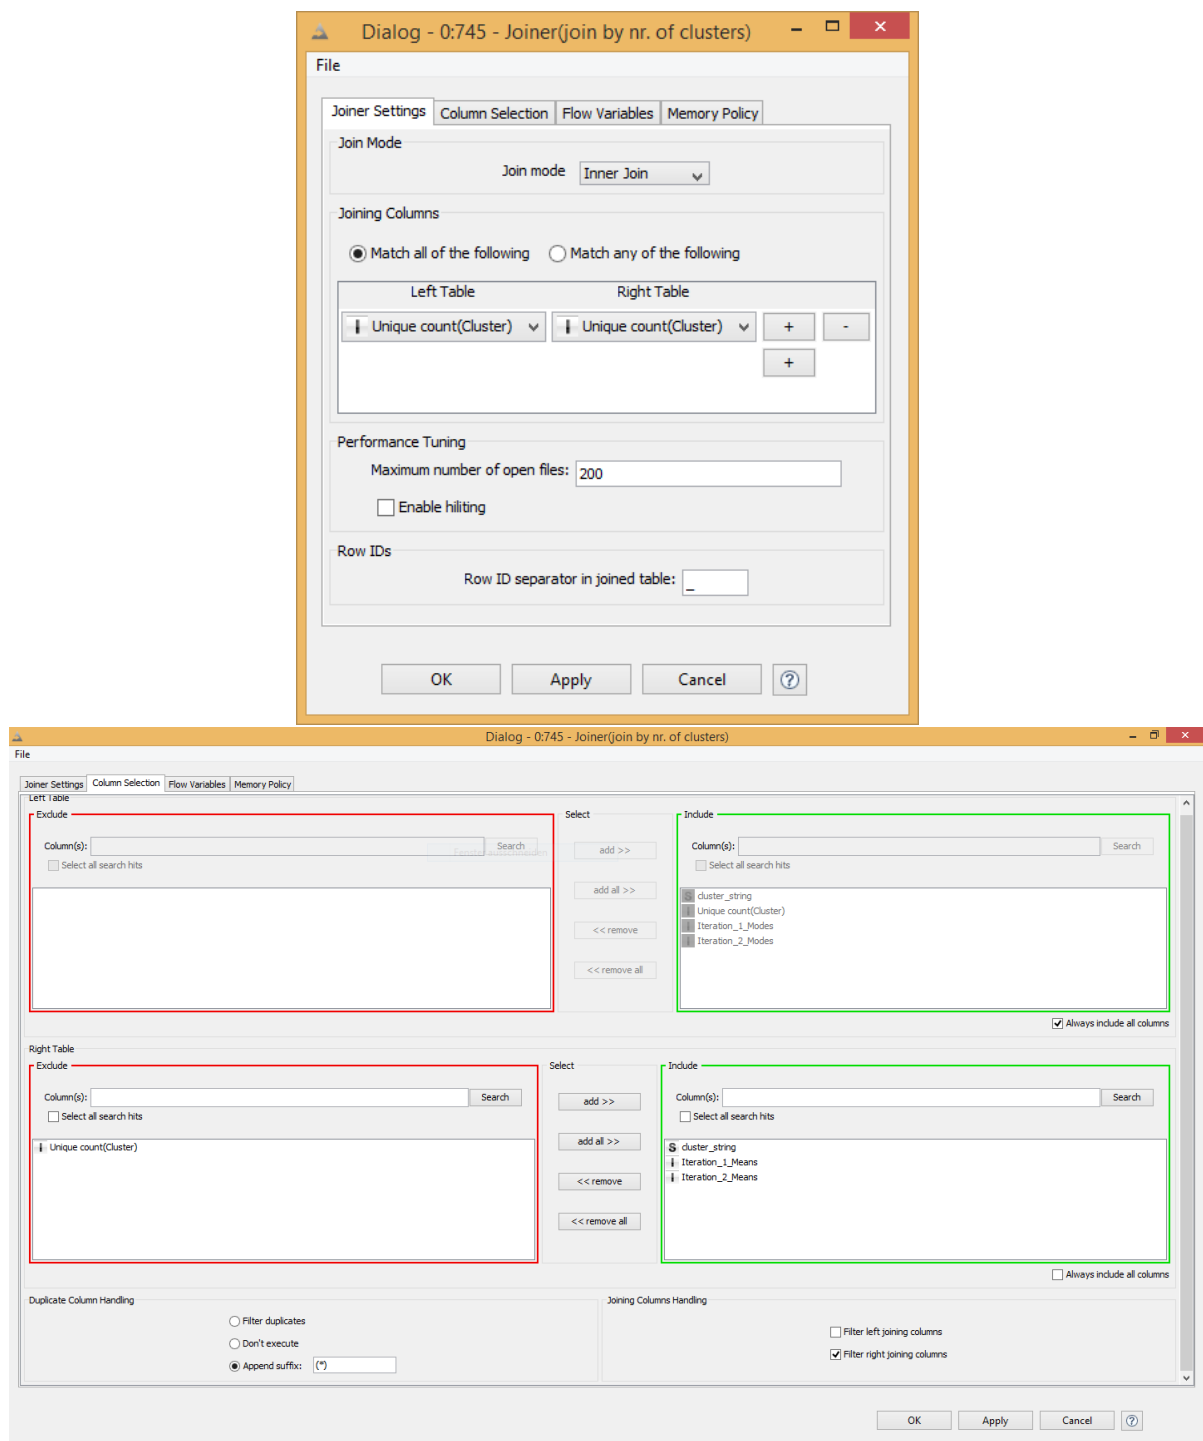 Dialog - 0:745 - Joiner(join by nr. of clusters)
File
Joiner Settings Column Selection Flow Variables Memory Policy
Join Mode
Join mode Inner Join
Joining Columns
Match all of the following Match any of the following
Left Table Right Table
Unique count(Cluster) Unique count(Cluster) + -
+
Performance Tuning
Maximum number of open files: 200
Enable hiliting
Row IDs
Row ID separator in joined table: _
OK Apply Cancel ?
Dialog - 0:745 - Joiner(join by nr. of clusters)
File
Joiner Settings Column Selection Flow Variables Memory Policy
Left Table
Exclude Select Include
Column(s): Search add >> Column(s): Search
Select all search hits Select all search hits
add all >> S cluster_string
Unique count(Cluster)
<< remove Iteration_1_Modes
Iteration_2_Modes
<< remove all
Always include all columns
Right Table
Exclude Select Include
Column(s): Search add >> Column(s): Search
Select all search hits Select all search hits
Unique count(Cluster) add all >> S cluster_string
Iteration_1_Means
<< remove Iteration_2_Means
<< remove all
Always include all columns
Duplicate Column Handling Joining Columns Handling
Filter duplicates
Filter left joining columns
Don't execute
Filter right joining columns
Append suffix: (*)
OK Apply Cancel ?